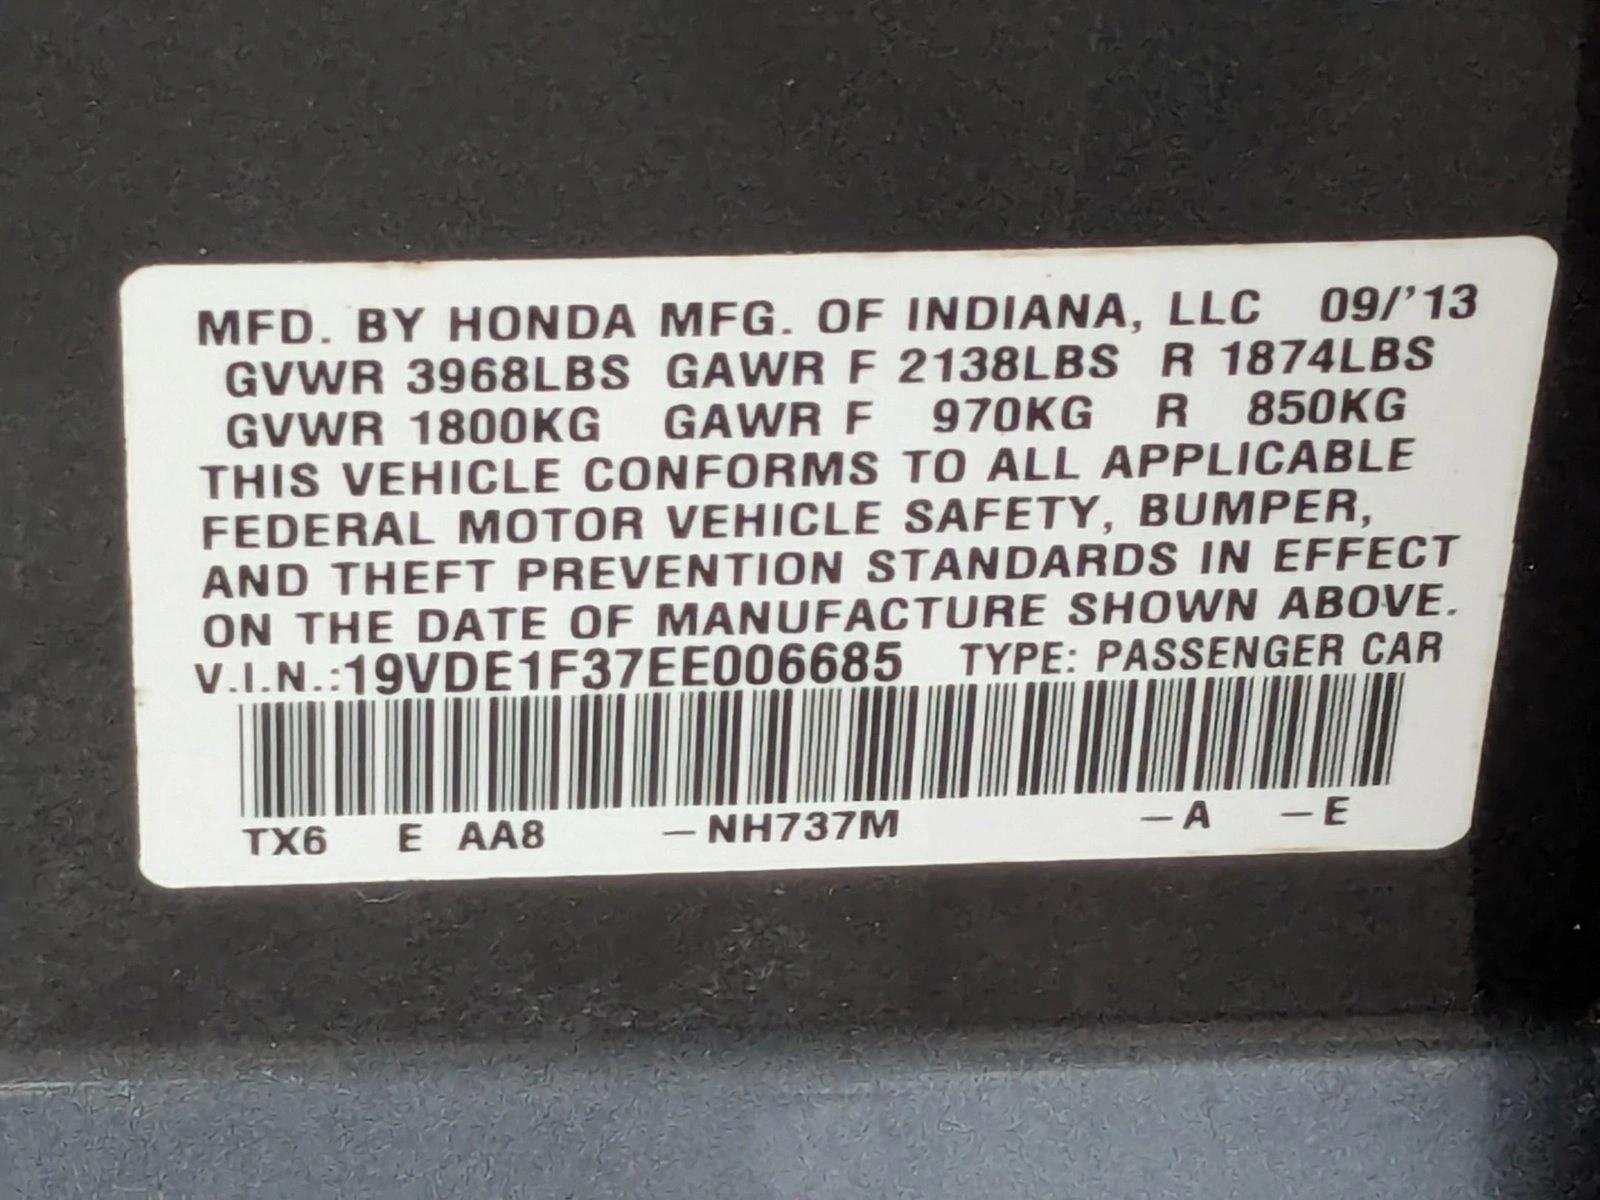 MFD. BY HONDA MFG. OF INDIANA, LLC 09/'13
GVWR 3968LBS GAWR F 2138LBS R 1874LBS
GVWR 1800KG GAWR F 970KG R 850KG
THIS VEHICLE CONFORMS TO ALL APPLICABLE
FEDERAL MOTOR VEHICLE SAFETY, BUMPER,
AND THEFT PREVENTION STANDARDS IN EFFECT
ON THE DATE OF MANUFACTURE SHOWN ABOVE.
V.I.N.:19VDE1F37EE006685 TYPE: PASSENGER CAR
TX6 E AA8 –NH737M –A –E